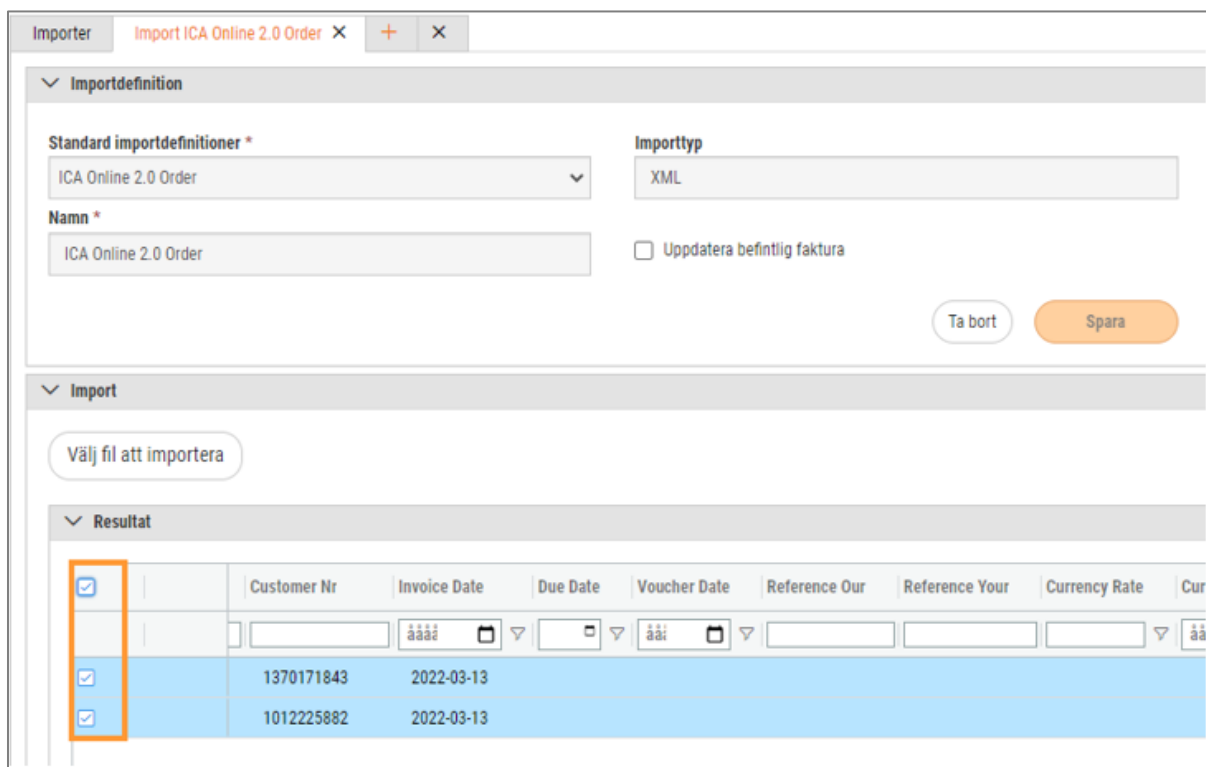 Importer Import ICA Online 2.0 Order
Importdefinition
Standard importdefinitioner * Importtyp
ICA Online 2.0 Order XML
Namn *
ICA Online 2.0 Order Uppdatera befintlig faktura
Ta bort Spara
Import
Välj fil att importera
Resultat
Customer Nr Invoice Date Due Date Voucher Date Reference Our Reference Your Currency Rate Cur
1370171843 2022-03-13
1012225882 2022-03-13